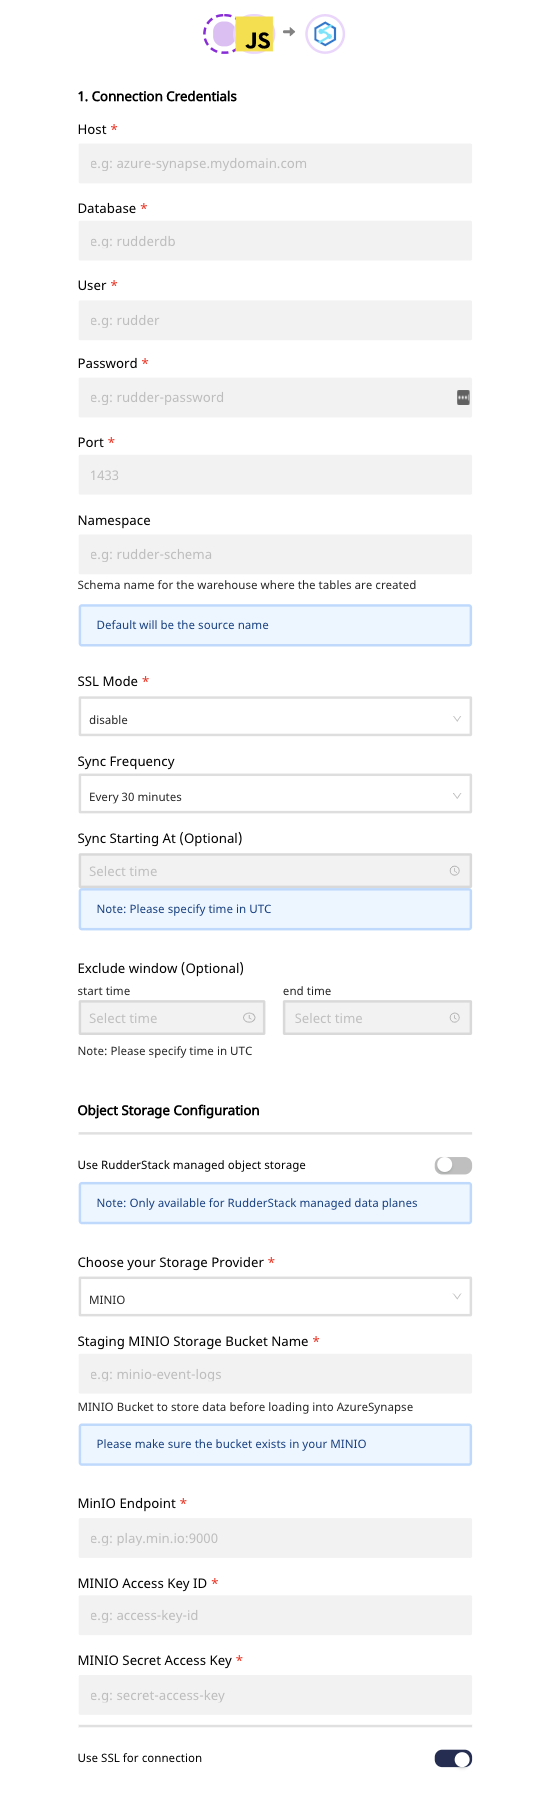 JS
1. Connection Credentials
Host *
e.g: azure-synapse.mydomain.com
Database *
e.g: rudderdb
User *
e.g: rudder
Password *
e.g: rudder-password
Port *
1433
Namespace
e.g: rudder-schema
Schema name for the warehouse where the tables are created
Default will be the source name
SSL Mode *
disable
Sync Frequency
Every 30 minutes
Sync Starting At (Optional)
Select time
Note: Please specify time in UTC
Exclude window (Optional)
start time end time
Select time Select time
Note: Please specify time in UTC
Object Storage Configuration
Use RudderStack managed object storage
Note: Only available for RudderStack managed data planes
Choose your Storage Provider *
MINIO
Staging MINIO Storage Bucket Name *
e.g: minio-event-logs
MINIO Bucket to store data before loading into AzureSynapse
Please make sure the bucket exists in your MINIO
MinIO Endpoint *
e.g: play.min.io:9000
MINIO Access Key ID *
e.g: access-key-id
MINIO Secret Access Key *
e.g: secret-access-key
Use SSL for connection